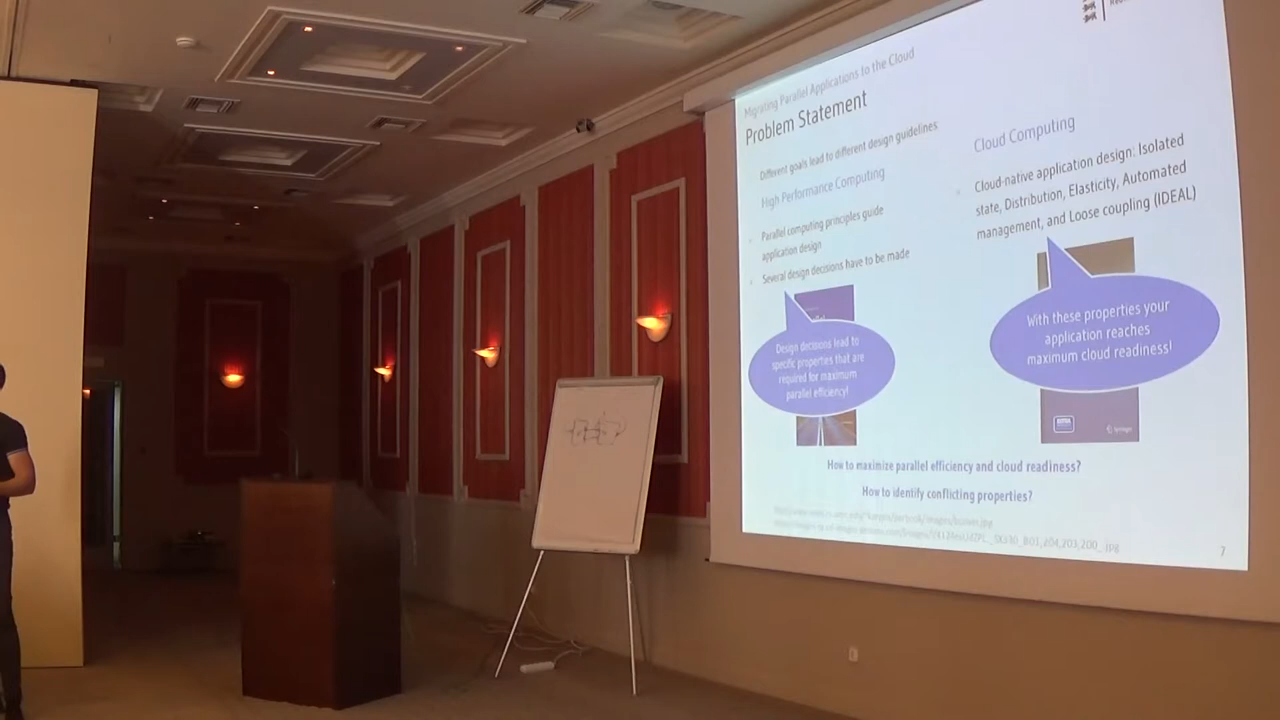 Migrating Parallel Applications to the Cloud
Problem Statement
Different goals lead to different design guidelines:
High Performance Computing
Parallel computing principles guide
application design
Several design decisions have to be made
Design decisions lead to
specific properties that are
required for maximum
parallel efficiency!
Cloud Computing
Cloud-native application design: Isolated
state, Distribution, Elasticity, Automated
management, and Loose coupling (IDEAL)
With these properties your
application reaches
maximum cloud readiness!
Springer
How to maximize parallel efficiency and cloud readiness?
How to identify conflicting properties?
7